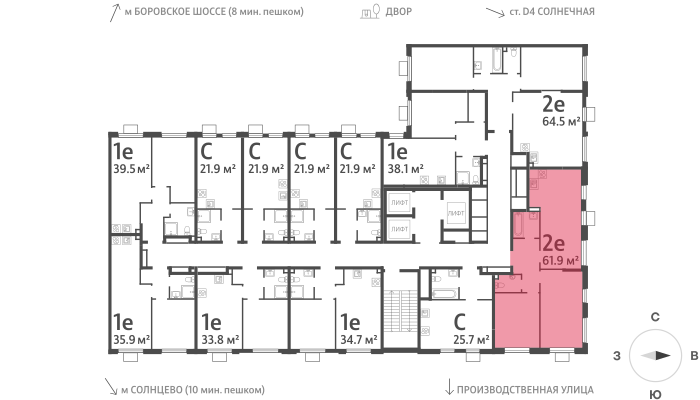 м БОРОВСКОЕ ШОССЕ (8 мин. пешком)
ДВОР
ст. D4 СОЛНЕЧНАЯ
2е
64.5 м²
1е
39.5 м²
С
21.9 м²
С
21.9 м²
С
21.9 м²
С
21.9 м²
1е
38.1 м²
ЛИФТ
ЛИФТ
ЛИФТ
2е
61.9 м²
1е
35.9 м²
1е
33.8 м²
1е
34.7 м²
С
25.7 м²
С
З
В
Ю
м СОЛНЦЕВО (10 мин. пешком)
ПРОИЗВОДСТВЕННАЯ УЛИЦА